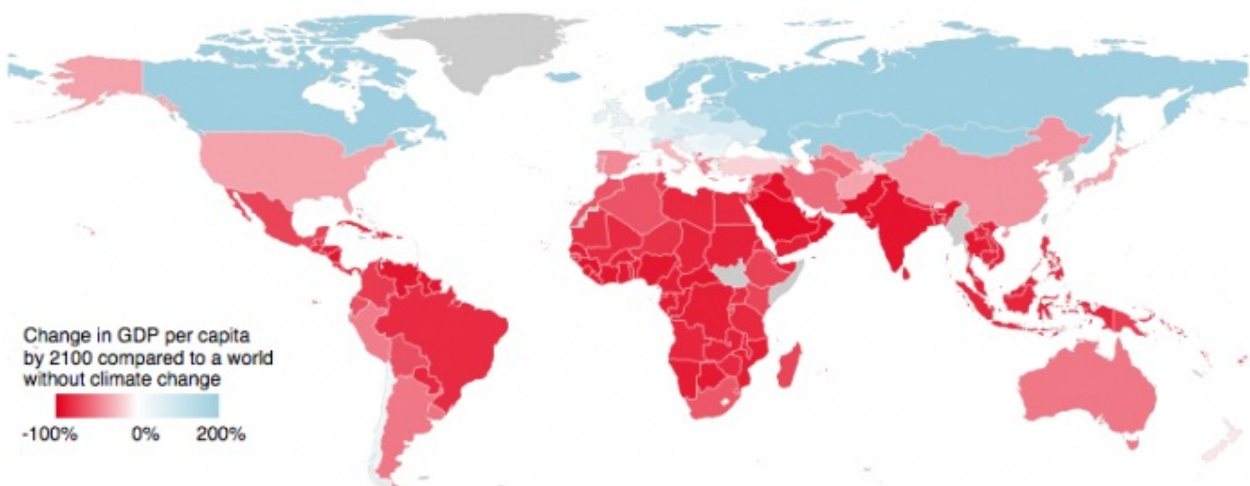 Change in GDP per capita
by 2100 compared to a world
without climate change
-100% 0% 200%